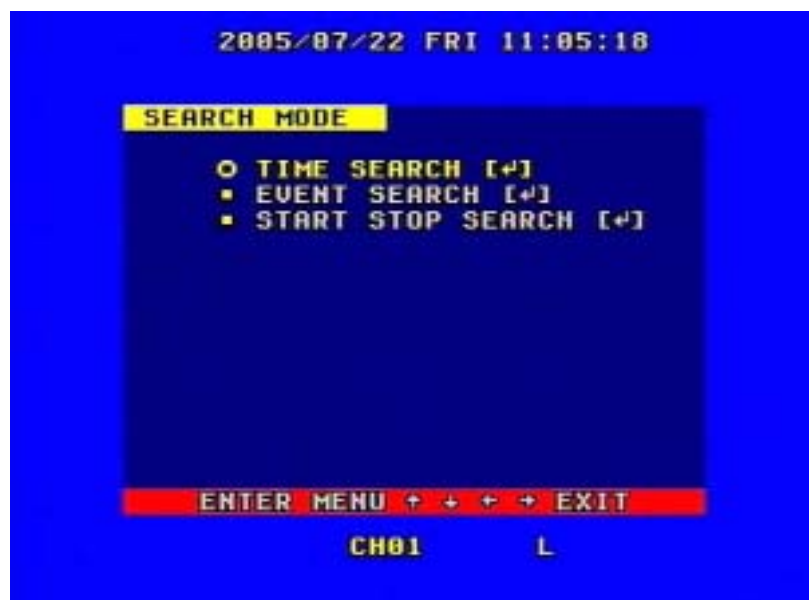 2005/07/22 FRI 11:05:18
SEARCH MODE
TIME SEARCH [↵]
EVENT SEARCH [↵]
START STOP SEARCH [↵]
ENTER MENU ↑ ↓ ← → EXIT
CH01 L